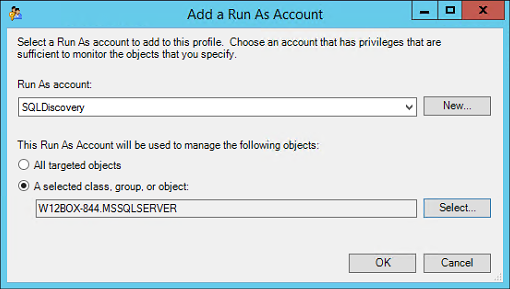 Add a Run As Account
Select a Run As account to add to this profile. Choose an account that has privileges that are
sufficient to monitor the objects that you specify.
Run As account:
SQLDiscovery
New...
This Run As Account will be used to manage the following objects:
All targeted objects
A selected class, group, or object:
W12BOX-844.MSSQLSERVER
Select...
OK
Cancel